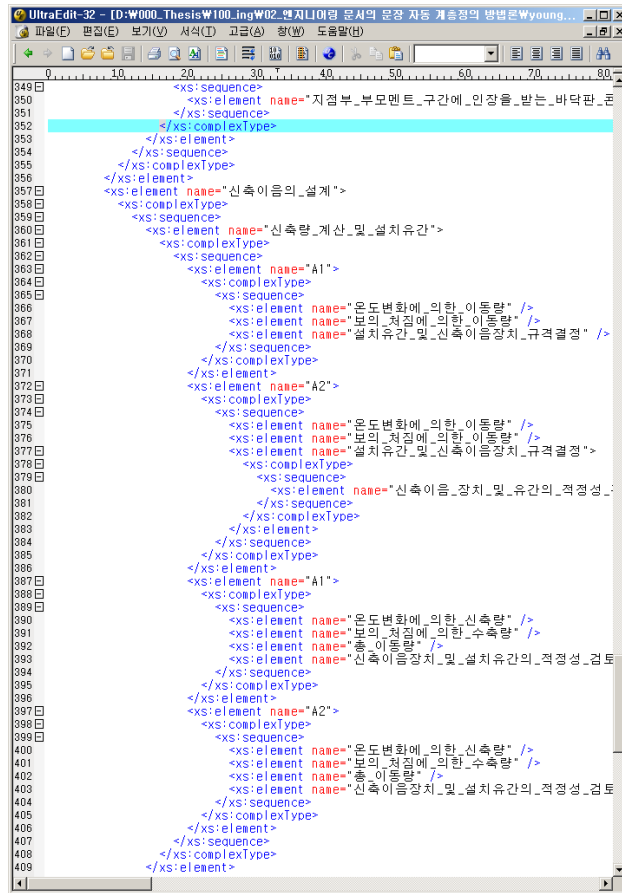 UltraEdit-32 - [D:₩000_Thesis₩100_ing₩02_엔지니어링 문서의 문장 자동 계층정의 방법론₩young...
파일(F) 편집(E) 보기(V) 서식(T) 고급(A) 창(W) 도움말(H)
0 10 20 30 40 50 60 70 80
349 <xs:sequence>
350 <xs:element name="지점부_부모멘트_구간에_인장을_받는_바닥판_콘
351 </xs:sequence>
352 </xs:complexType>
353 </xs:element>
354 </xs:sequence>
355 </xs:complexType>
356 </xs:element>
357 <xs:element name="신축이음의_설계">
358 <xs:complexType>
359 <xs:sequence>
360 <xs:element name="신축량_계산_및_설치유간">
361 <xs:complexType>
362 <xs:sequence>
363 <xs:element name="A1">
364 <xs:complexType>
365 <xs:sequence>
366 <xs:element name="온도변화에_의한_이동량" />
367 <xs:element name="보의_처짐에_의한_이동량" />
368 <xs:element name="설치유간_및_신축이음장치_규격결정" />
369 </xs:sequence>
370 </xs:complexType>
371 </xs:element>
372 <xs:element name="A2">
373 <xs:complexType>
374 <xs:sequence>
375 <xs:element name="온도변화에_의한_이동량" />
376 <xs:element name="보의_처짐에_의한_이동량" />
377 <xs:element name="설치유간_및_신축이음장치_규격결정">
378 <xs:complexType>
379 <xs:sequence>
380 <xs:element name="신축이음_장치_및_유간의_적정성_
381 </xs:sequence>
382 </xs:complexType>
383 </xs:element>
384 </xs:sequence>
385 </xs:complexType>
386 </xs:element>
387 <xs:element name="A1">
388 <xs:complexType>
389 <xs:sequence>
390 <xs:element name="온도변화에_의한_신축량" />
391 <xs:element name="보의_처짐에_의한_수축량" />
392 <xs:element name="총_이동량" />
393 <xs:element name="신축이음장치_및_설치유간의_적정성_검토
394 </xs:sequence>
395 </xs:complexType>
396 </xs:element>
397 <xs:element name="A2">
398 <xs:complexType>
399 <xs:sequence>
400 <xs:element name="온도변화에_의한_신축량" />
401 <xs:element name="보의_처짐에_의한_수축량" />
402 <xs:element name="총_이동량" />
403 <xs:element name="신축이음장치_및_설치유간의_적정성_검토
404 </xs:sequence>
405 </xs:complexType>
406 </xs:element>
407 </xs:sequence>
408 </xs:complexType>
409 </xs:element>